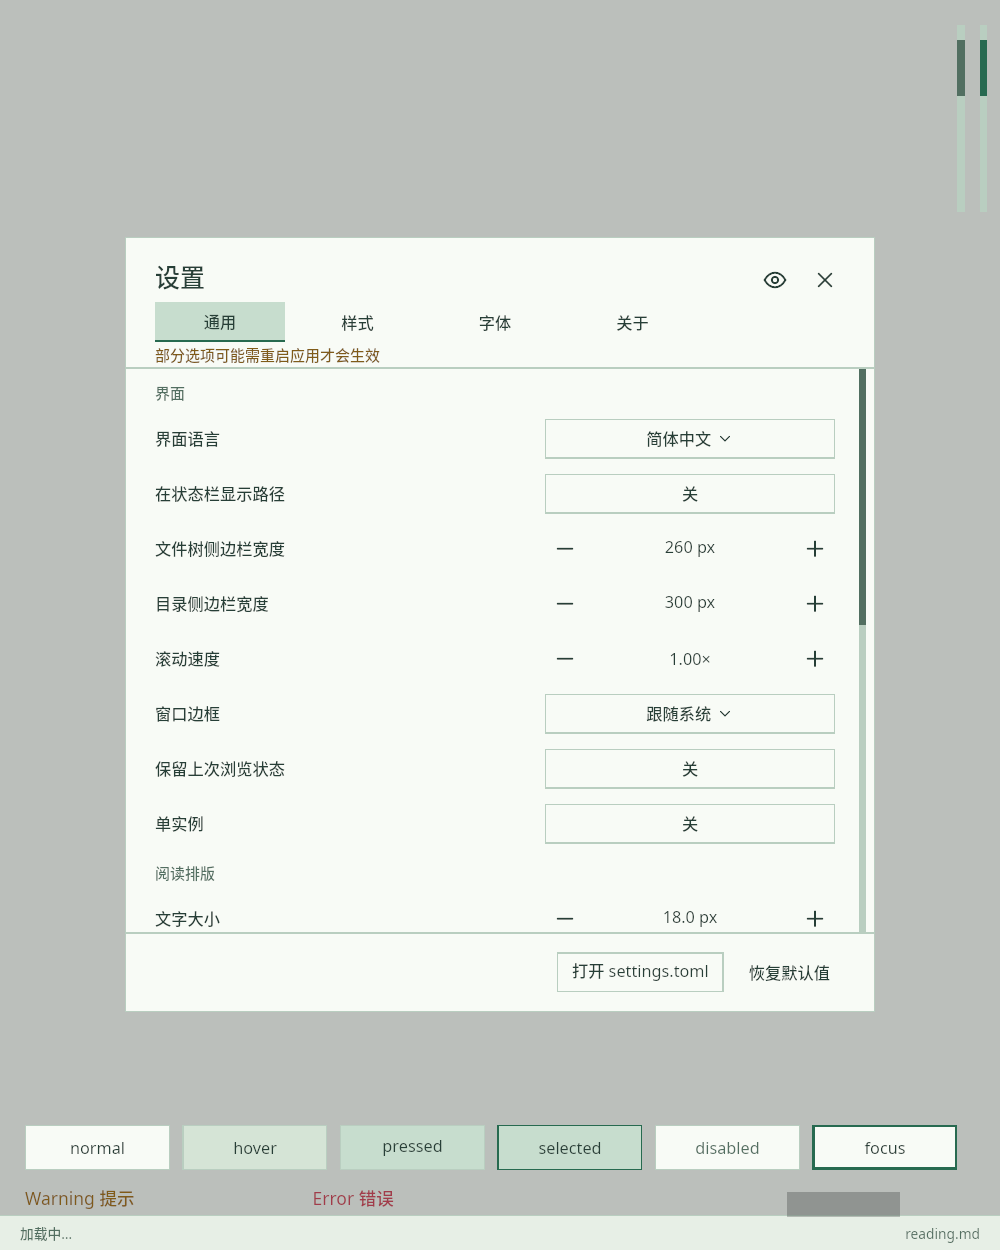 设置
通用 样式 字体 关于
部分选项可能需重启应用才会生效
界面
界面语言 简体中文
在状态栏显示路径 关
文件树侧边栏宽度 — 260 px +
目录侧边栏宽度 — 300 px +
滚动速度 — 1.00× +
窗口边框 跟随系统
保留上次浏览状态 关
单实例 关
阅读排版
文字大小 — 18.0 px +
打开 settings.toml 恢复默认值
normal hover pressed selected disabled focus
Warning 提示 Error 错误
加载中... reading.md